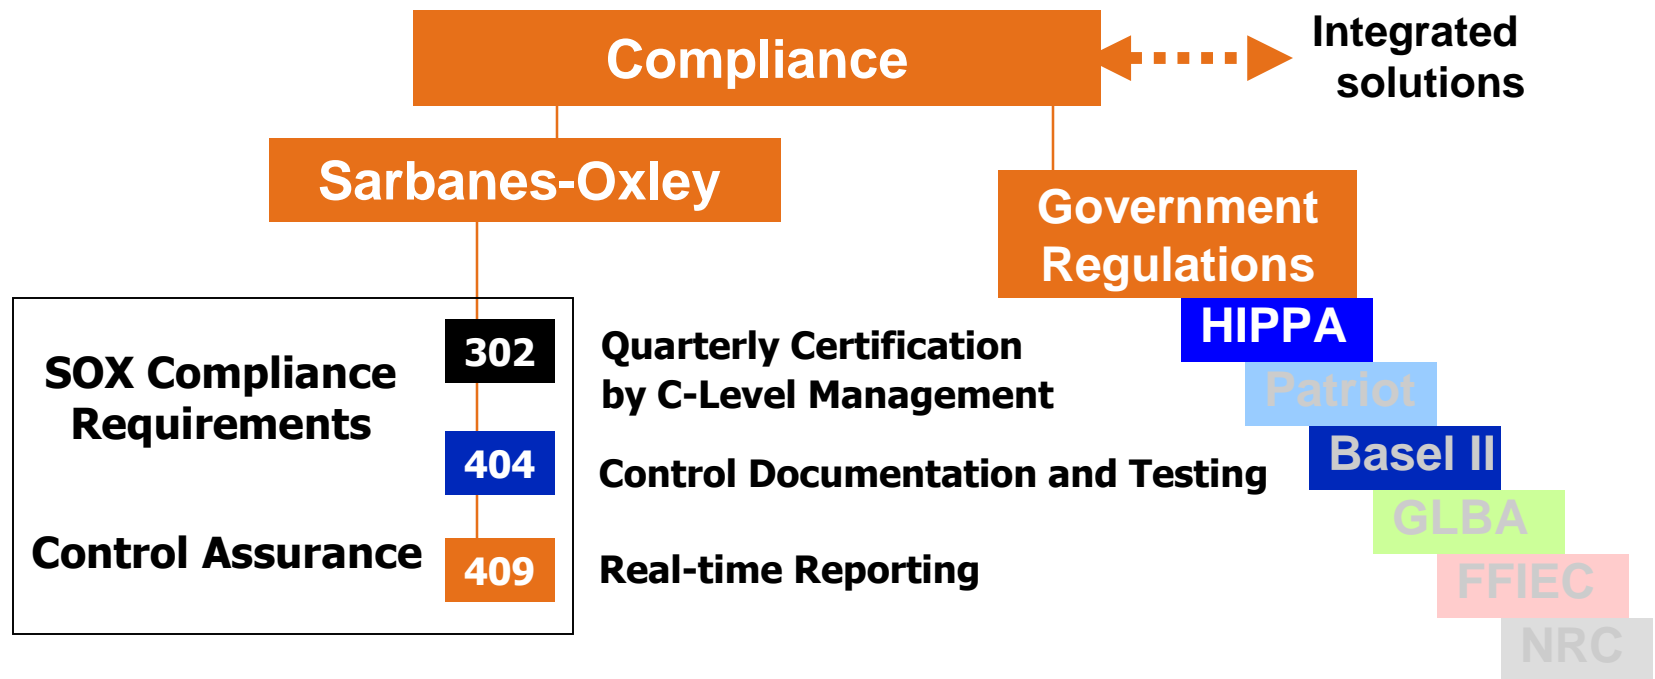 Compliance
Integrated
solutions
Sarbanes-Oxley
Government
Regulations
SOX Compliance
Requirements
302
Quarterly Certification
by C-Level Management
404
Control Documentation and Testing
Control Assurance
409
Real-time Reporting
HIPPA
Patriot
Basel II
GLBA
FFIEC
NRC